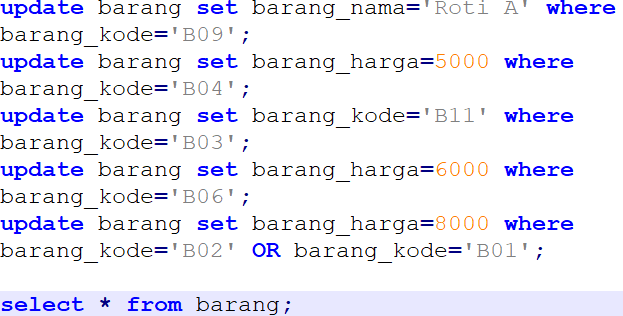 update barang set barang_nama='Roti A' where
barang_kode='B09';
update barang set barang_harga=5000 where
barang_kode='B04';
update barang set barang_kode='B11' where
barang_kode='B03';
update barang set barang_harga=6000 where
barang_kode='B06';
update barang set barang_harga=8000 where
barang_kode='B02' OR barang_kode='B01';
select * from barang;